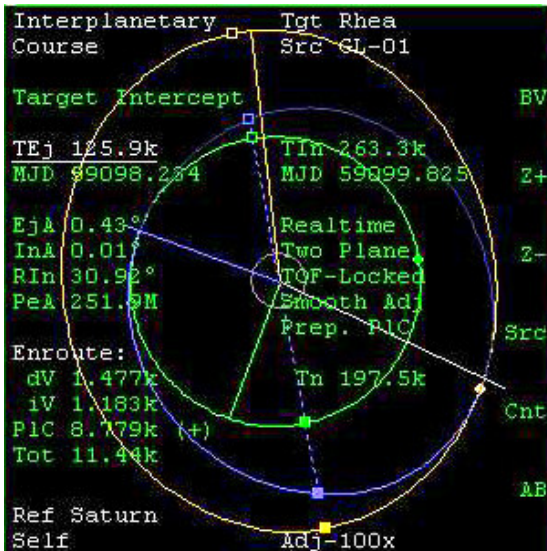 Interplanetary Tgt Rhea
Course Src GL-01
Target Intercept BV
TEj 125.9k TIn 263.3k
MJD 59098.234 MJD 59099.825 Z+
EjA 0.43° Realtime
InA 0.01° Two Plane Z-
RIn 30.92° TOF-Locked
PeA 251.9M Smooth Adj
Prep. PlC Src
Enroute:
dV 1.477k Tn 197.5k
iV 1.183k Cnt
PlC 8.779k (+)
Tot 11.44k
AB
Ref Saturn
Self Adj-100x